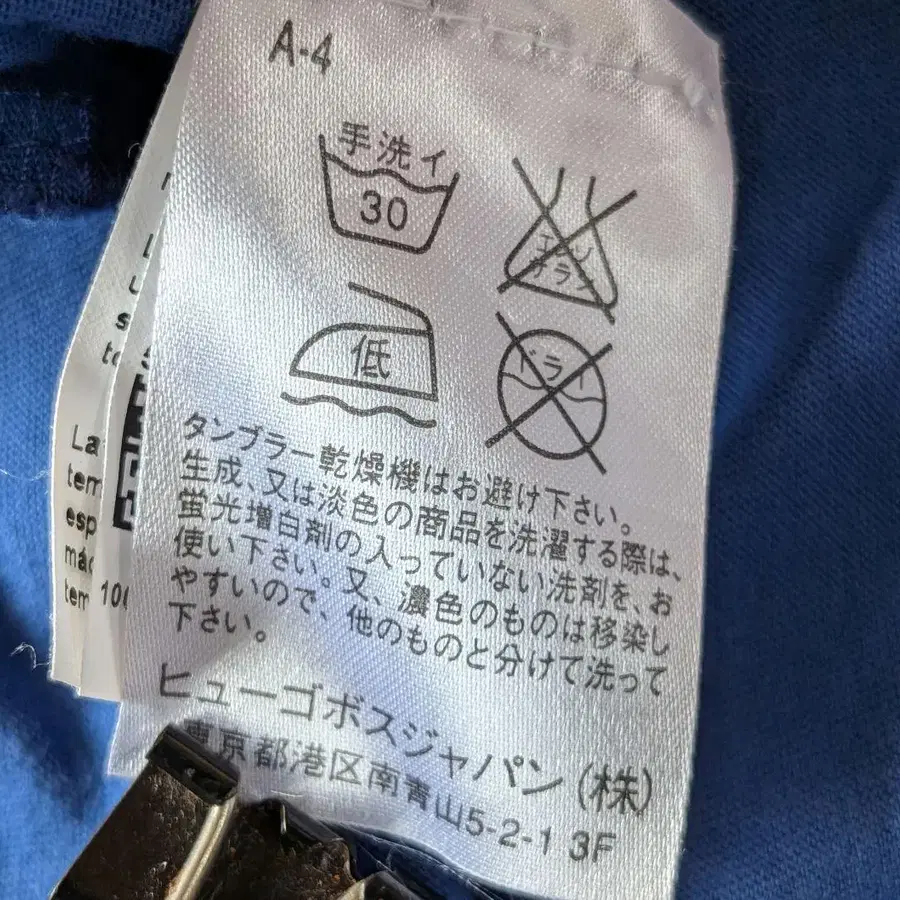 A-4
手洗イ
30
エンソ
サラシ
低
ドライ
タンブラー乾燥機はお避け下さい。
生成、又は淡色の商品を洗濯する際は、
蛍光増白剤の入っていない洗剤を、お
使い下さい。又、濃色のものは移染し
やすいので、他のものと分けて洗って
下さい。
ヒューゴボスジャパン(株)
東京都港区南青山5-2-1 3F
La
tem
esp
tem